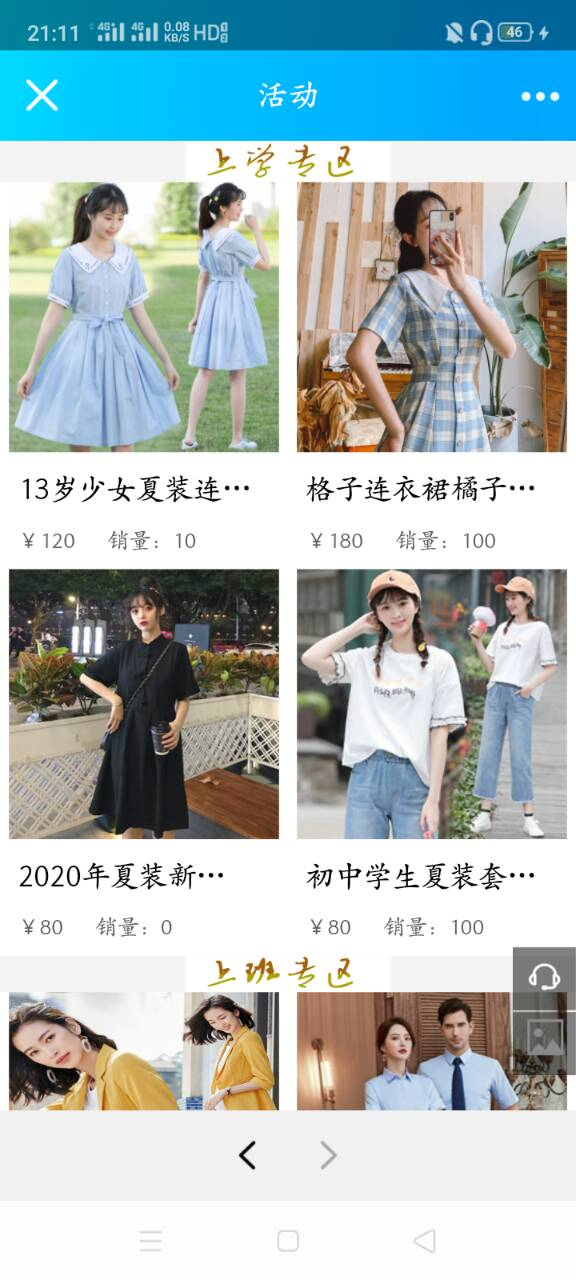 21:11 4G+ 4G 0.08 KB/S HD 1 2 46
活动
上学专区
13岁少女夏装连…
格子连衣裙橘子…
¥120 销量：10
¥180 销量：100
2020年夏装新…
初中学生夏装套…
¥80 销量：0
¥80 销量：100
上班专区